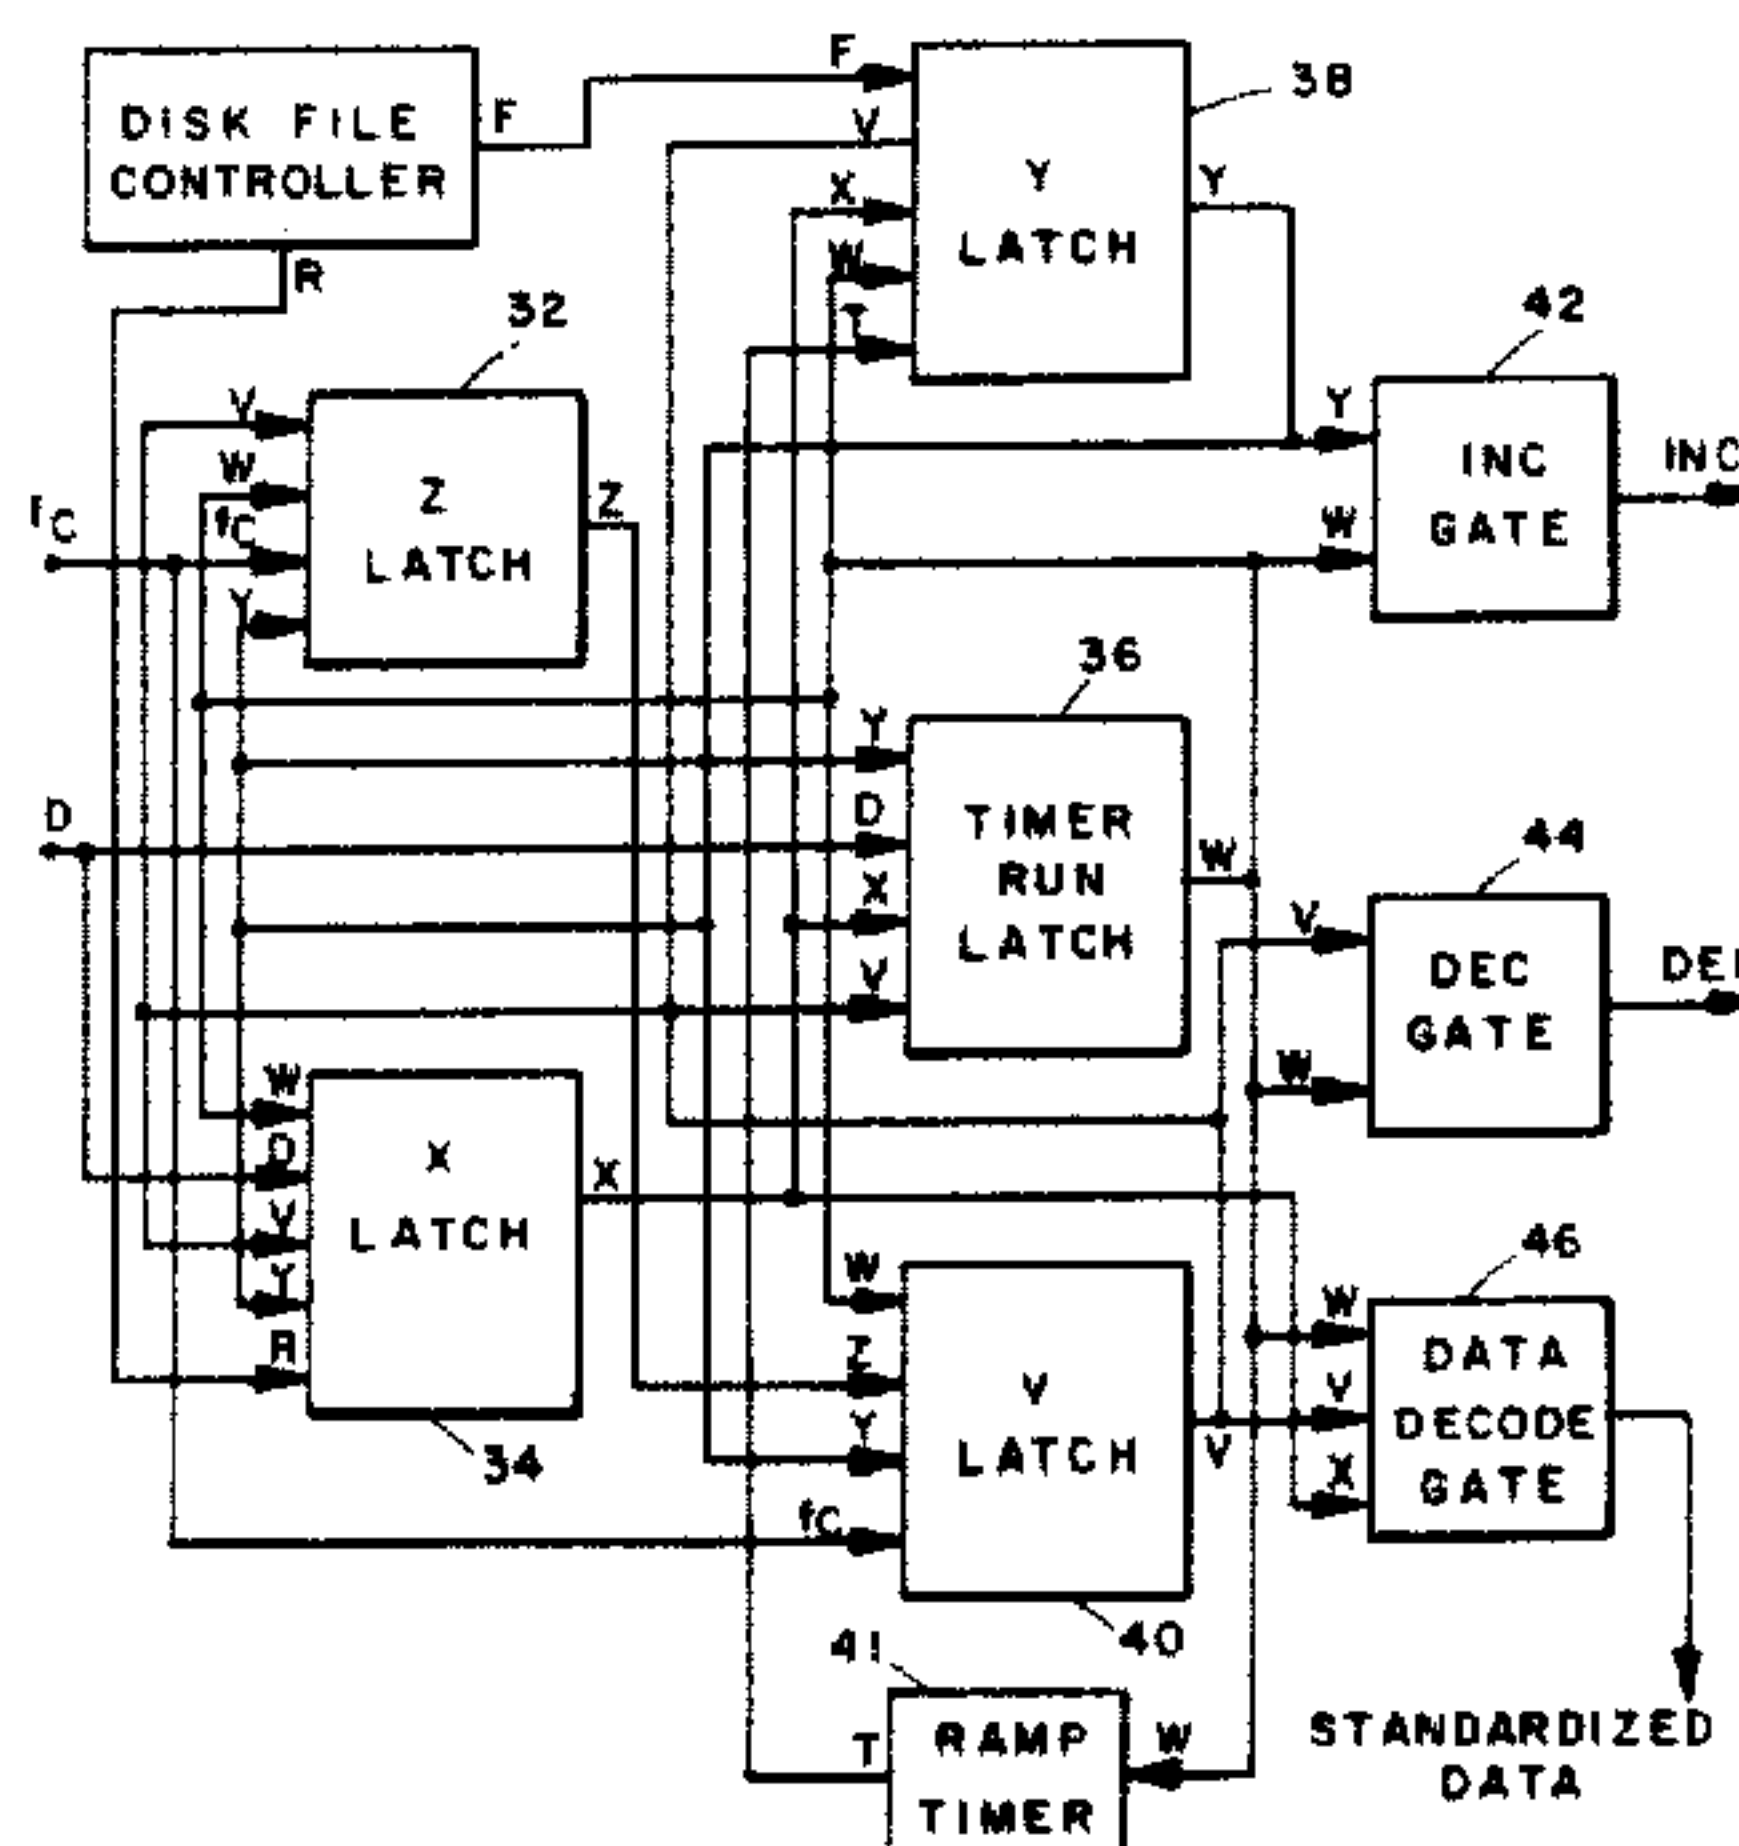 DISK FILE
CONTROLLER
F
R
F
V
X
W
T
Y
LATCH
Y
38
32
V
W
fC
Y
Z
LATCH
Z
fC
42
Y
W
INC
GATE
INC
36
Y
D
X
V
TIMER
RUN
LATCH
W
D
44
V
W
DEC
GATE
W
D
V
Y
R
X
LATCH
X
34
W
Z
Y
fC
V
LATCH
V
40
46
W
V
X
DATA
DECODE
GATE
41
T
RAMP
TIMER
W
STANDARDIZED
DATA